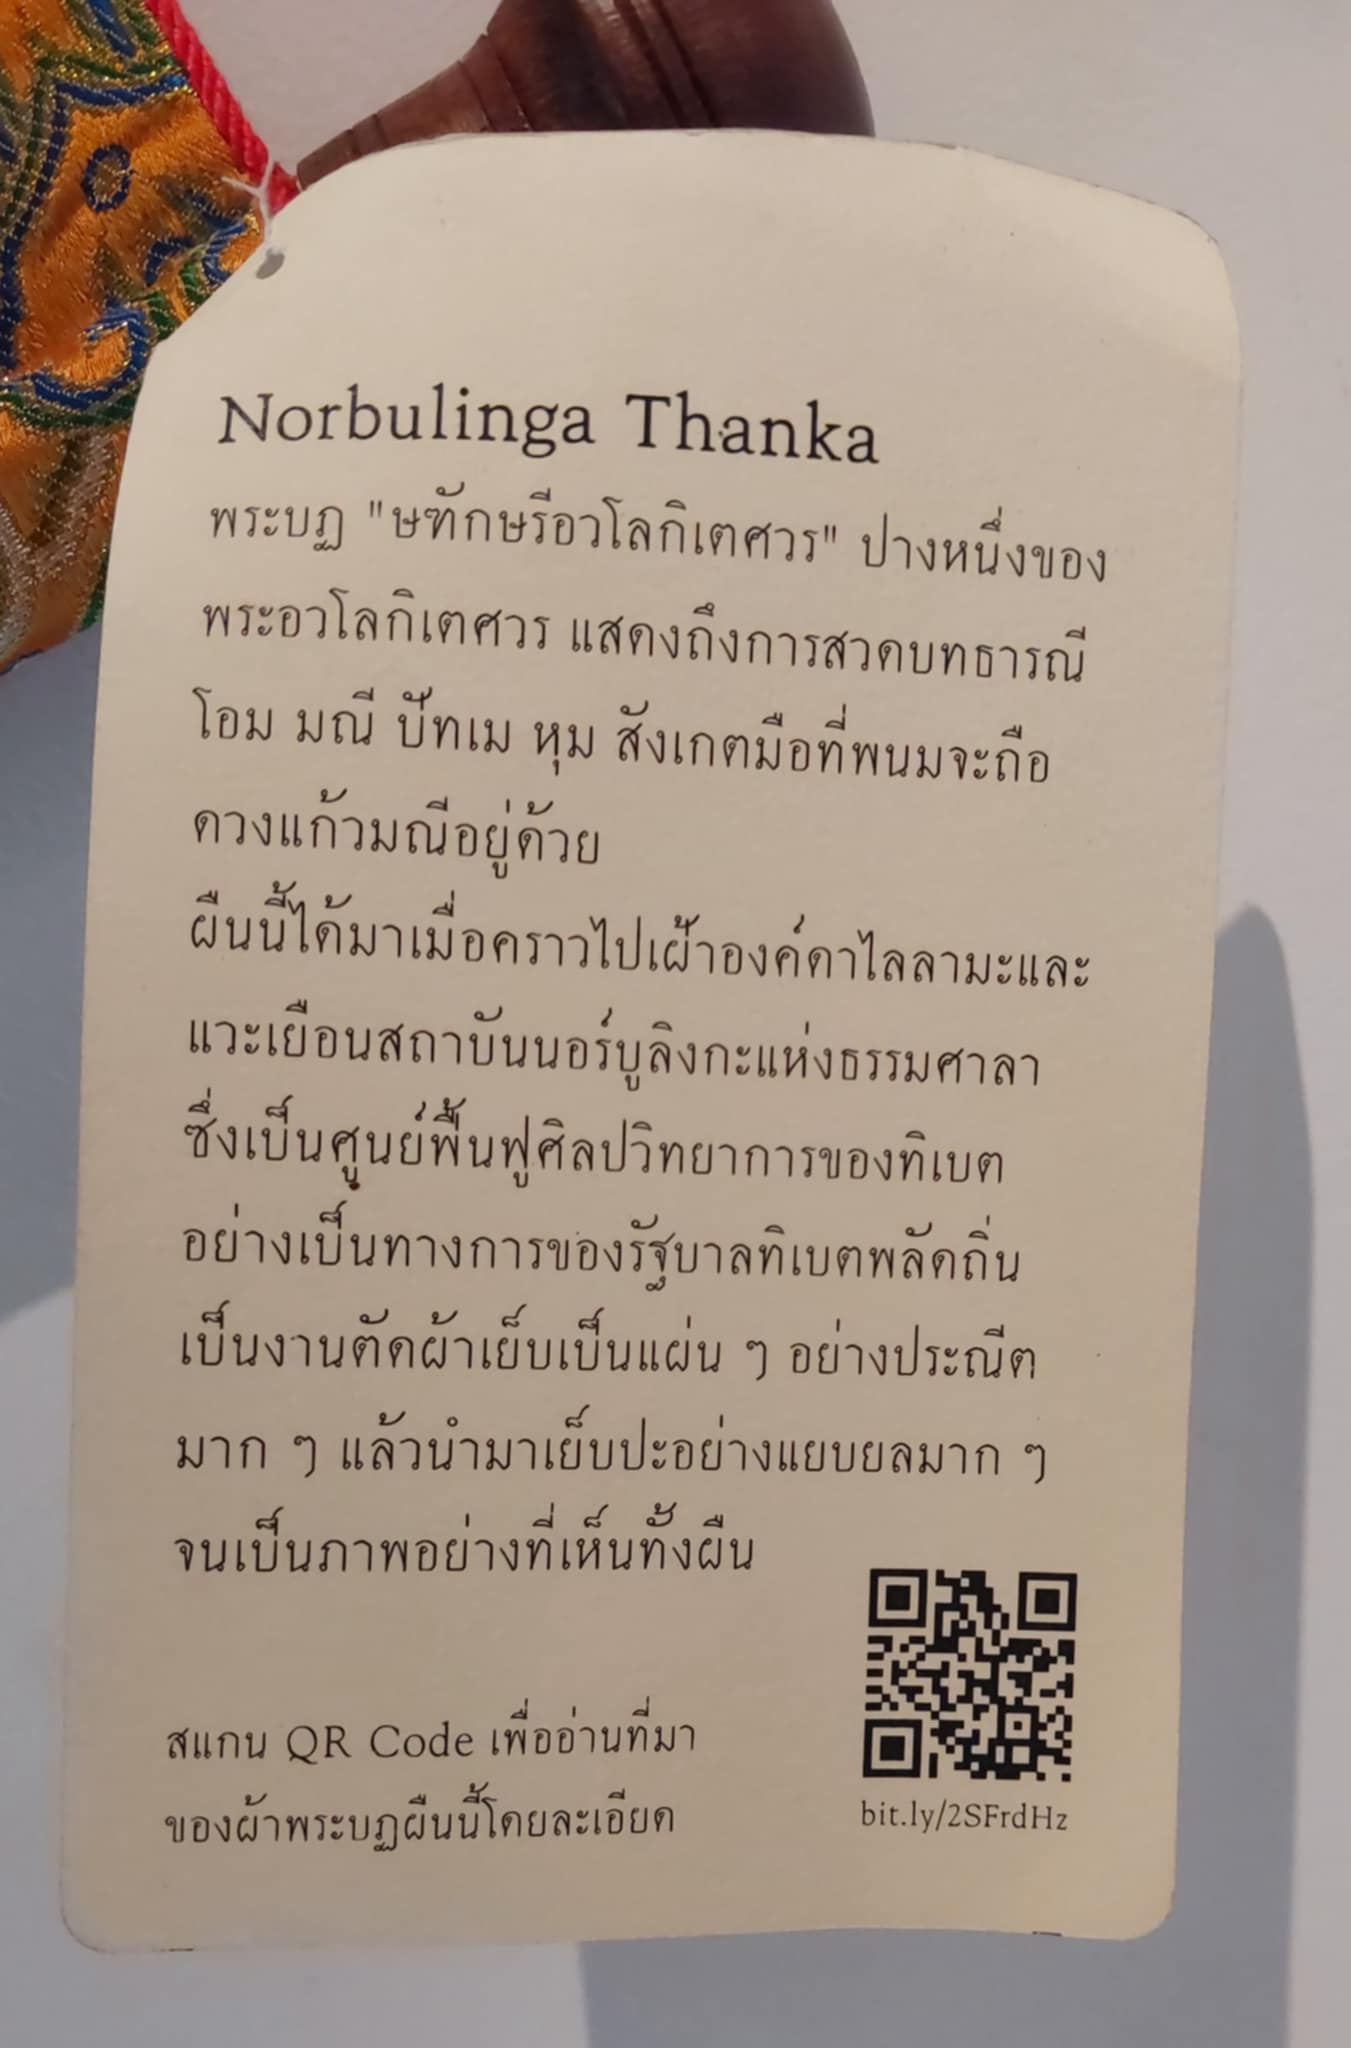 Norbulinga Thanka
พระบฏ "ษฑักษรีอวโลกิเตศวร" ปางหนึ่งของ
พระอวโลกิเตศวร แสดงถึงการสวดบทธารณี
โอม มณี ปัทเม หุม สังเกตมือที่พนมจะถือ
ดวงแก้วมณีอยู่ด้วย
ผืนนี้ได้มาเมื่อคราวไปเฝ้าองค์ดาไลลามะและ
แวะเยือนสถาบันนอร์บูลิงกะแห่งธรรมศาลา
ซึ่งเป็นศูนย์ฟื้นฟูศิลปวิทยาการของทิเบต
อย่างเป็นทางการของรัฐบาลทิเบตพลัดถิ่น
เป็นงานตัดผ้าเย็บเป็นแผ่น ๆ อย่างประณีต
มาก ๆ แล้วนำมาเย็บปะอย่างแยบยลมาก ๆ
จนเป็นภาพอย่างที่เห็นทั้งผืน
สแกน QR Code เพื่ออ่านที่มา
ของผ้าพระบฏผืนนี้โดยละเอียด
bit.ly/2SFrdHz